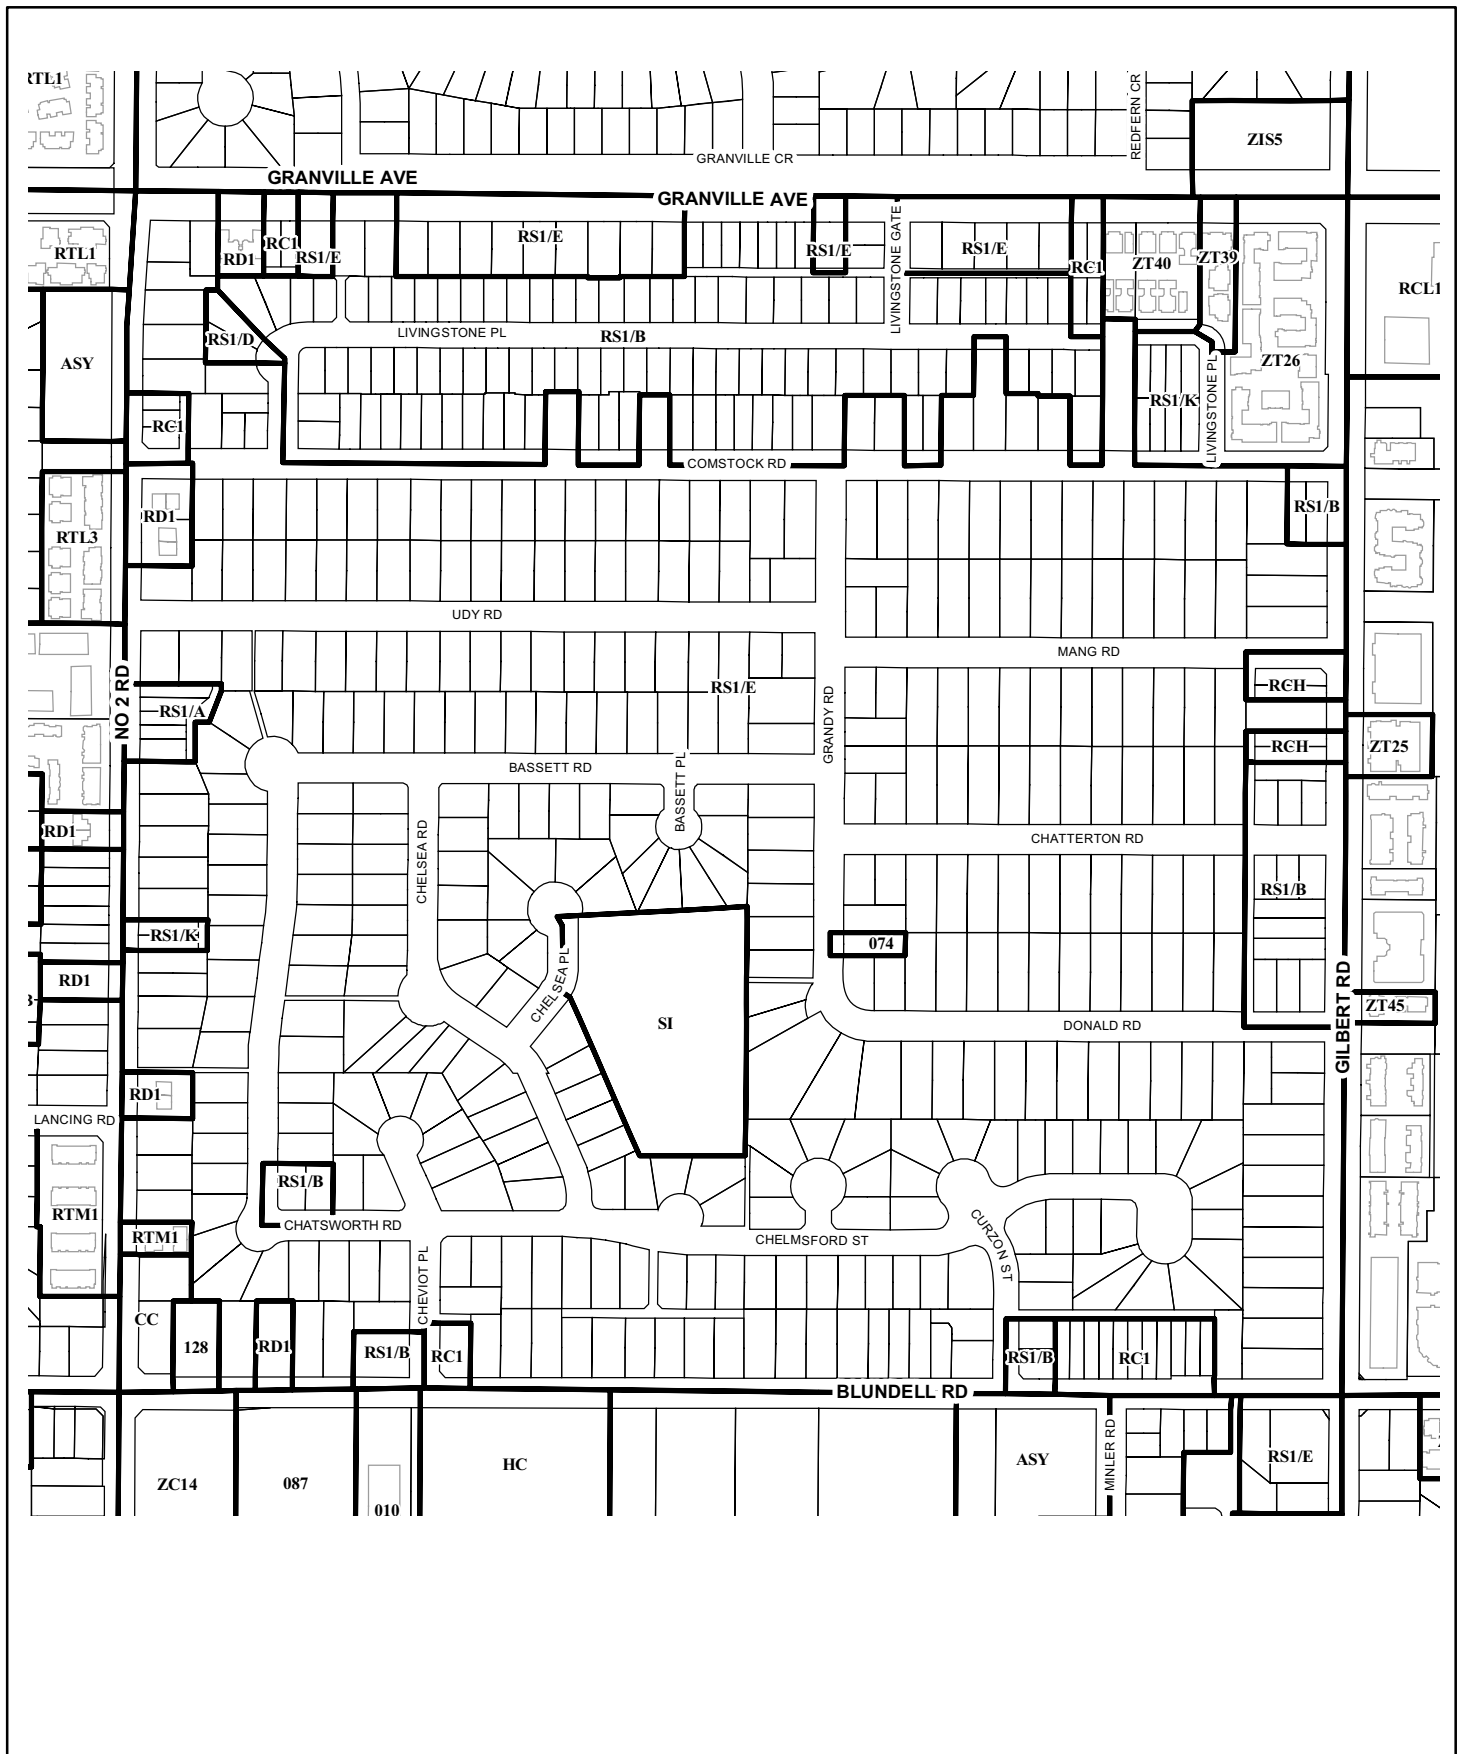 RTL1
REDFERN CR
ZIS5
GRANVILLE CR
GRANVILLE AVE
GRANVILLE AVE
RTL1
RD1
RC1
RS1/E
RS1/E
RS1/E
LIVINGSTONE GATE
RS1/E
RC1
ZT40
ZT39
RCL1
ASY
RS1/D
LIVINGSTONE PL
RS1/B
LIVINGSTONE PL
ZT26
RS1/K
RC1
COMSTOCK RD
RTL3
RD1
RS1/B
UDY RD
MANG RD
NO 2 RD
RS1/A
RS1/E
GRANDY RD
RCH
RCH
ZT25
BASSETT RD
BASSETT PL
RD1
CHELSEA RD
CHATTERTON RD
RS1/B
RS1/K
074
RD1
CHELSEA PL
SI
DONALD RD
GILBERT RD
ZT45
RD1
LANCING RD
RS1/B
RTM1
RTM1
CHATSWORTH RD
CHELMSFORD ST
CURZON ST
CHEVIOT PL
CC
128
RD1
RS1/B
RC1
RS1/B
RC1
BLUNDELL RD
ZC14
087
010
HC
ASY
MINLER RD
RS1/E